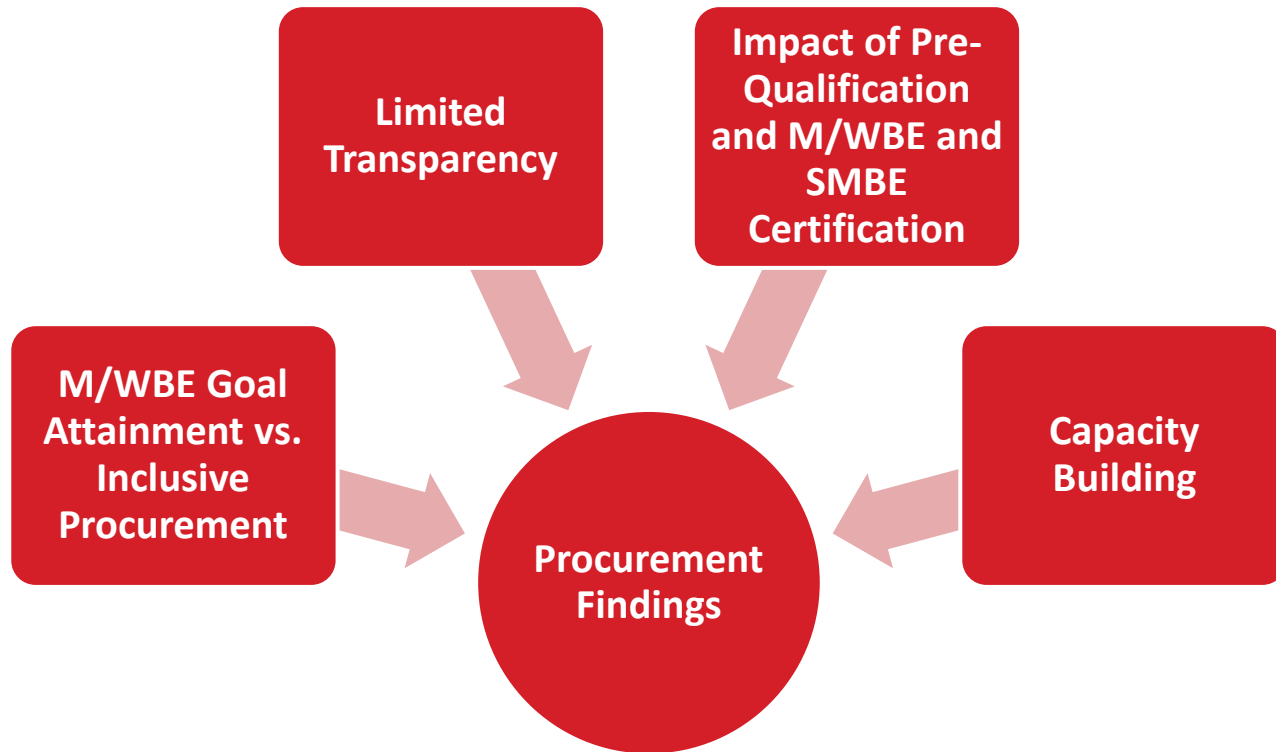 Limited
Transparency
Impact of Pre-
Qualification
and M/WBE and
SMBE
Certification
M/WBE Goal
Attainment vs.
Inclusive
Procurement
Capacity
Building
Procurement
Findings